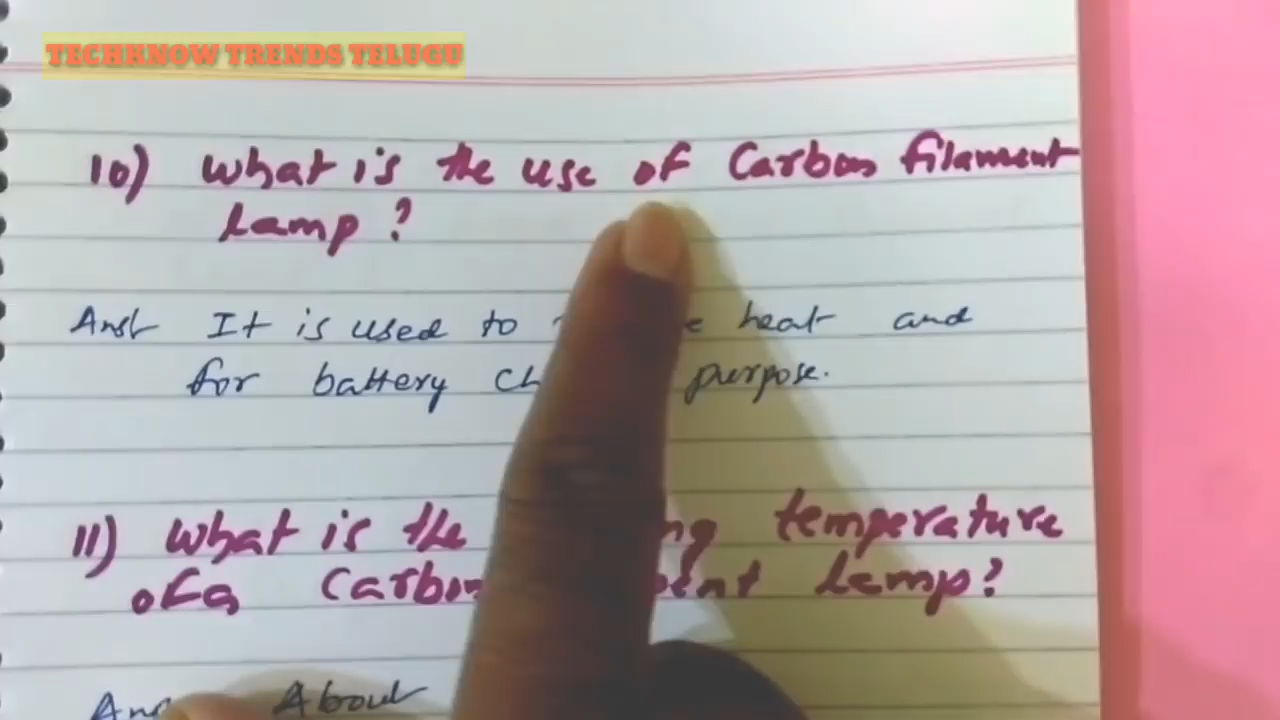 TECHKNOW TRENDS TELUGU
10) What is the use of Carbon filament
lamp?
Ans: It is used to heat and
for battery purpose.
11) What is the temperature
of a Carbon lamp?
About